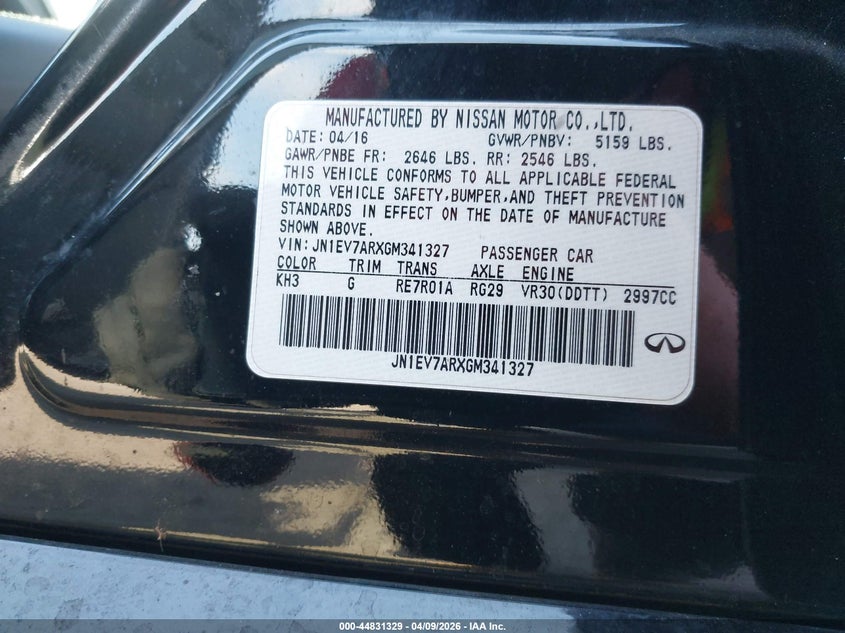 MANUFACTURED BY NISSAN MOTOR CO.,LTD.
DATE: 04/16 GVWR/PNBV: 5159 LBS.
GAWR/PNBE FR: 2646 LBS. RR: 2546 LBS.
THIS VEHICLE CONFORMS TO ALL APPLICABLE FEDERAL
MOTOR VEHICLE SAFETY,BUMPER,AND THEFT PREVENTION
STANDARDS IN EFFECT ON THE DATE OF MANUFACTURE
SHOWN ABOVE.
VIN:JN1EV7ARXGM341327 PASSENGER CAR
COLOR TRIM TRANS AXLE ENGINE
KH3 G RE7R01A RG29 VR30(DDTT) 2997CC
JN1EV7ARXGM341327
000-44831329 | 04/09/2026 | IAA Inc.